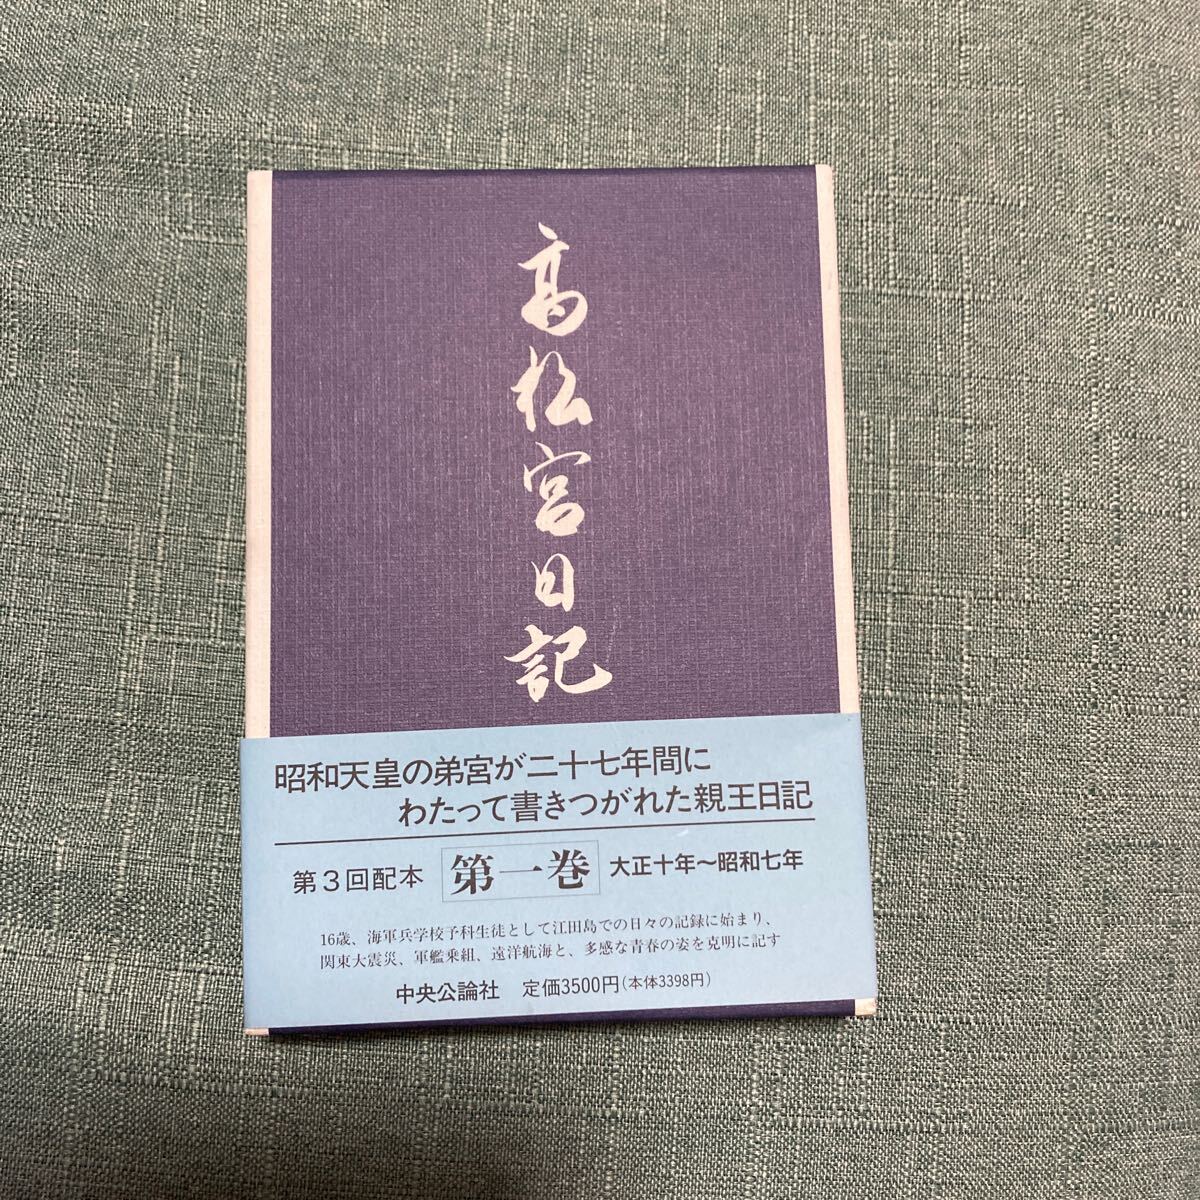 高松宮日記
昭和天皇の弟宮が二十七年間に
わたって書きつがれた親王日記
第3回配本 第一巻 大正十年〜昭和七年
16歳、海軍兵学校予科生徒として江田島での日々の記録に始まり、
関東大震災、軍艦乗組、遠洋航海と、多感な青春の姿を克明に記す
中央公論社 定価3500円(本体3398円)